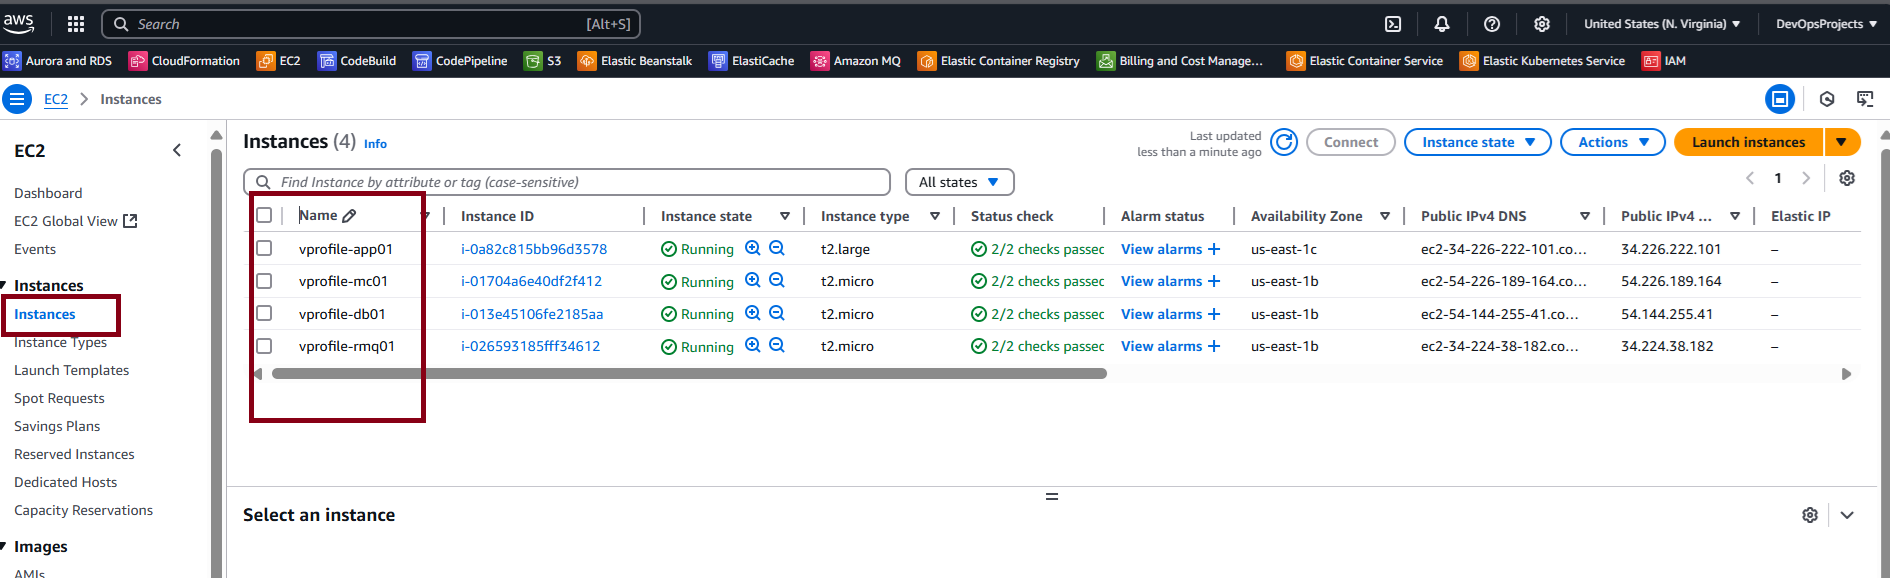 aws Search [Alt+S] United States (N. Virginia) DevOpsProjects
Aurora and RDS CloudFormation EC2 CodeBuild CodePipeline S3 Elastic Beanstalk ElastiCache Amazon MQ Elastic Container Registry Billing and Cost Manage... Elastic Container Service Elastic Kubernetes Service IAM
EC2 Instances
EC2
Dashboard
EC2 Global View
Events
Instances
Instances
Instance Types
Launch Templates
Spot Requests
Savings Plans
Reserved Instances
Dedicated Hosts
Capacity Reservations
Images
AMIs
Instances (4) Info
Last updated
less than a minute ago
Connect Instance state Actions Launch instances
Find Instance by attribute or tag (case-sensitive) All states 1
Name Instance ID Instance state Instance type Status check Alarm status Availability Zone Public IPv4 DNS Public IPv4 ... Elastic IP
vprofile-app01 i-0a82c815bb96d3578 Running t2.large 2/2 checks passed View alarms + us-east-1c ec2-34-226-222-101.co... 34.226.222.101 –
vprofile-mc01 i-01704a6e40df2f412 Running t2.micro 2/2 checks passed View alarms + us-east-1b ec2-54-226-189-164.co... 54.226.189.164 –
vprofile-db01 i-013e45106fe2185aa Running t2.micro 2/2 checks passed View alarms + us-east-1b ec2-54-144-255-41.co... 54.144.255.41 –
vprofile-rmq01 i-026593185fff34612 Running t2.micro 2/2 checks passed View alarms + us-east-1b ec2-34-224-38-182.co... 34.224.38.182 –
Select an instance